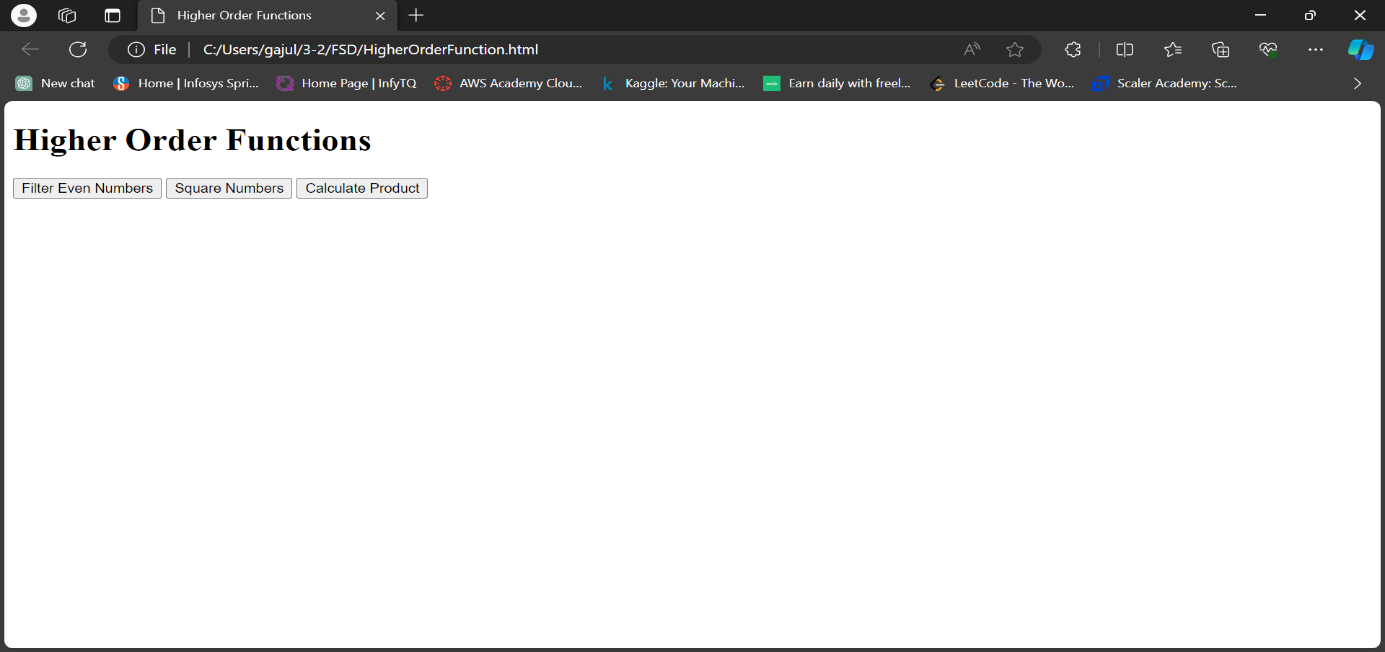 Higher Order Functions
File C:/Users/gajul/3-2/FSD/HigherOrderFunction.html
New chat Home | Infosys Spri... Home Page | InfyTQ AWS Academy Clou... Kaggle: Your Machi... Earn daily with freel... LeetCode - The Wo... Scaler Academy: Sc...
Higher Order Functions
Filter Even Numbers Square Numbers Calculate Product